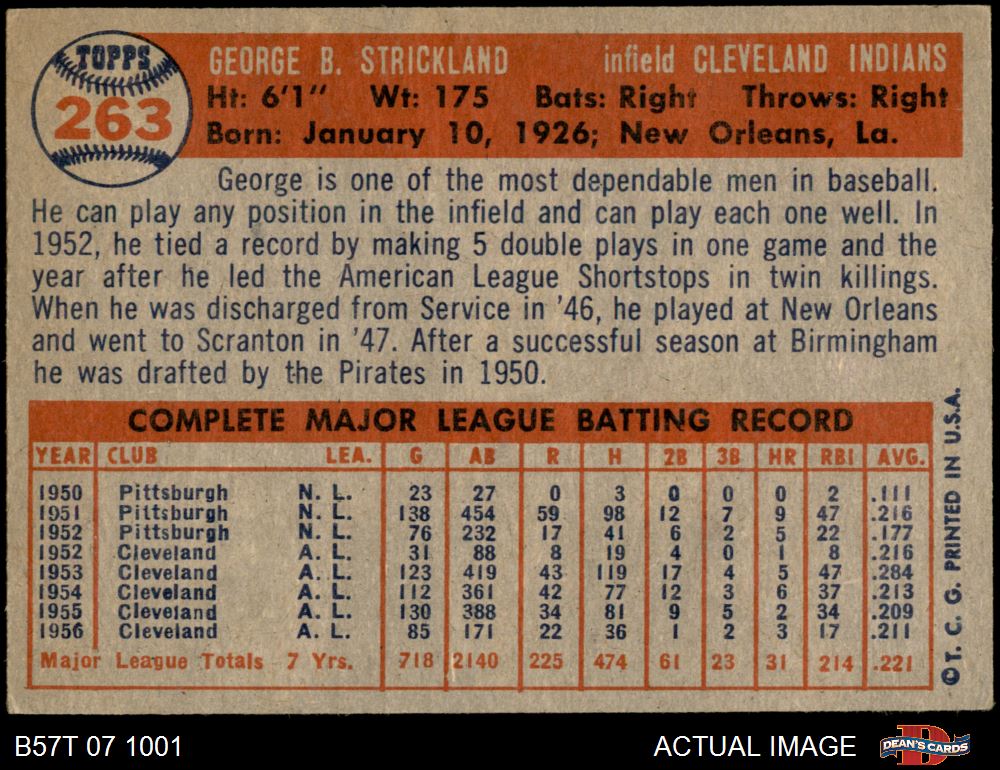 TOPPS
263
GEORGE B. STRICKLAND infield CLEVELAND INDIANS
Ht: 6'1" Wt: 175 Bats: Right Throws: Right
Born: January 10, 1926; New Orleans, La.
George is one of the most dependable men in baseball.
He can play any position in the infield and can play each one well. In
1952, he tied a record by making 5 double plays in one game and the
year after he led the American League Shortstops in twin killings.
When he was discharged from Service in '46, he played at New Orleans
and went to Scranton in '47. After a successful season at Birmingham
he was drafted by the Pirates in 1950.
COMPLETE MAJOR LEAGUE BATTING RECORD
YEAR CLUB LEA. G AB R H 2B 3B HR RBI AVG.
1950 Pittsburgh N. L. 23 27 0 3 0 0 0 2 .111
1951 Pittsburgh N. L. 138 454 59 98 12 7 9 47 .216
1952 Pittsburgh N. L. 76 232 17 41 6 2 5 22 .177
1952 Cleveland A. L. 31 88 8 19 4 0 1 8 .216
1953 Cleveland A. L. 123 419 43 119 17 4 5 47 .284
1954 Cleveland A. L. 112 361 42 77 12 3 6 37 .213
1955 Cleveland A. L. 130 388 34 81 9 5 2 34 .209
1956 Cleveland A. L. 85 171 22 36 1 2 3 17 .211
Major League Totals 7 Yrs. 718 2140 225 474 61 23 31 214 .221
©T. C. G. PRINTED IN U.S.A.
B57T 07 1001 ACTUAL IMAGE
D
DEAN'S CARDS